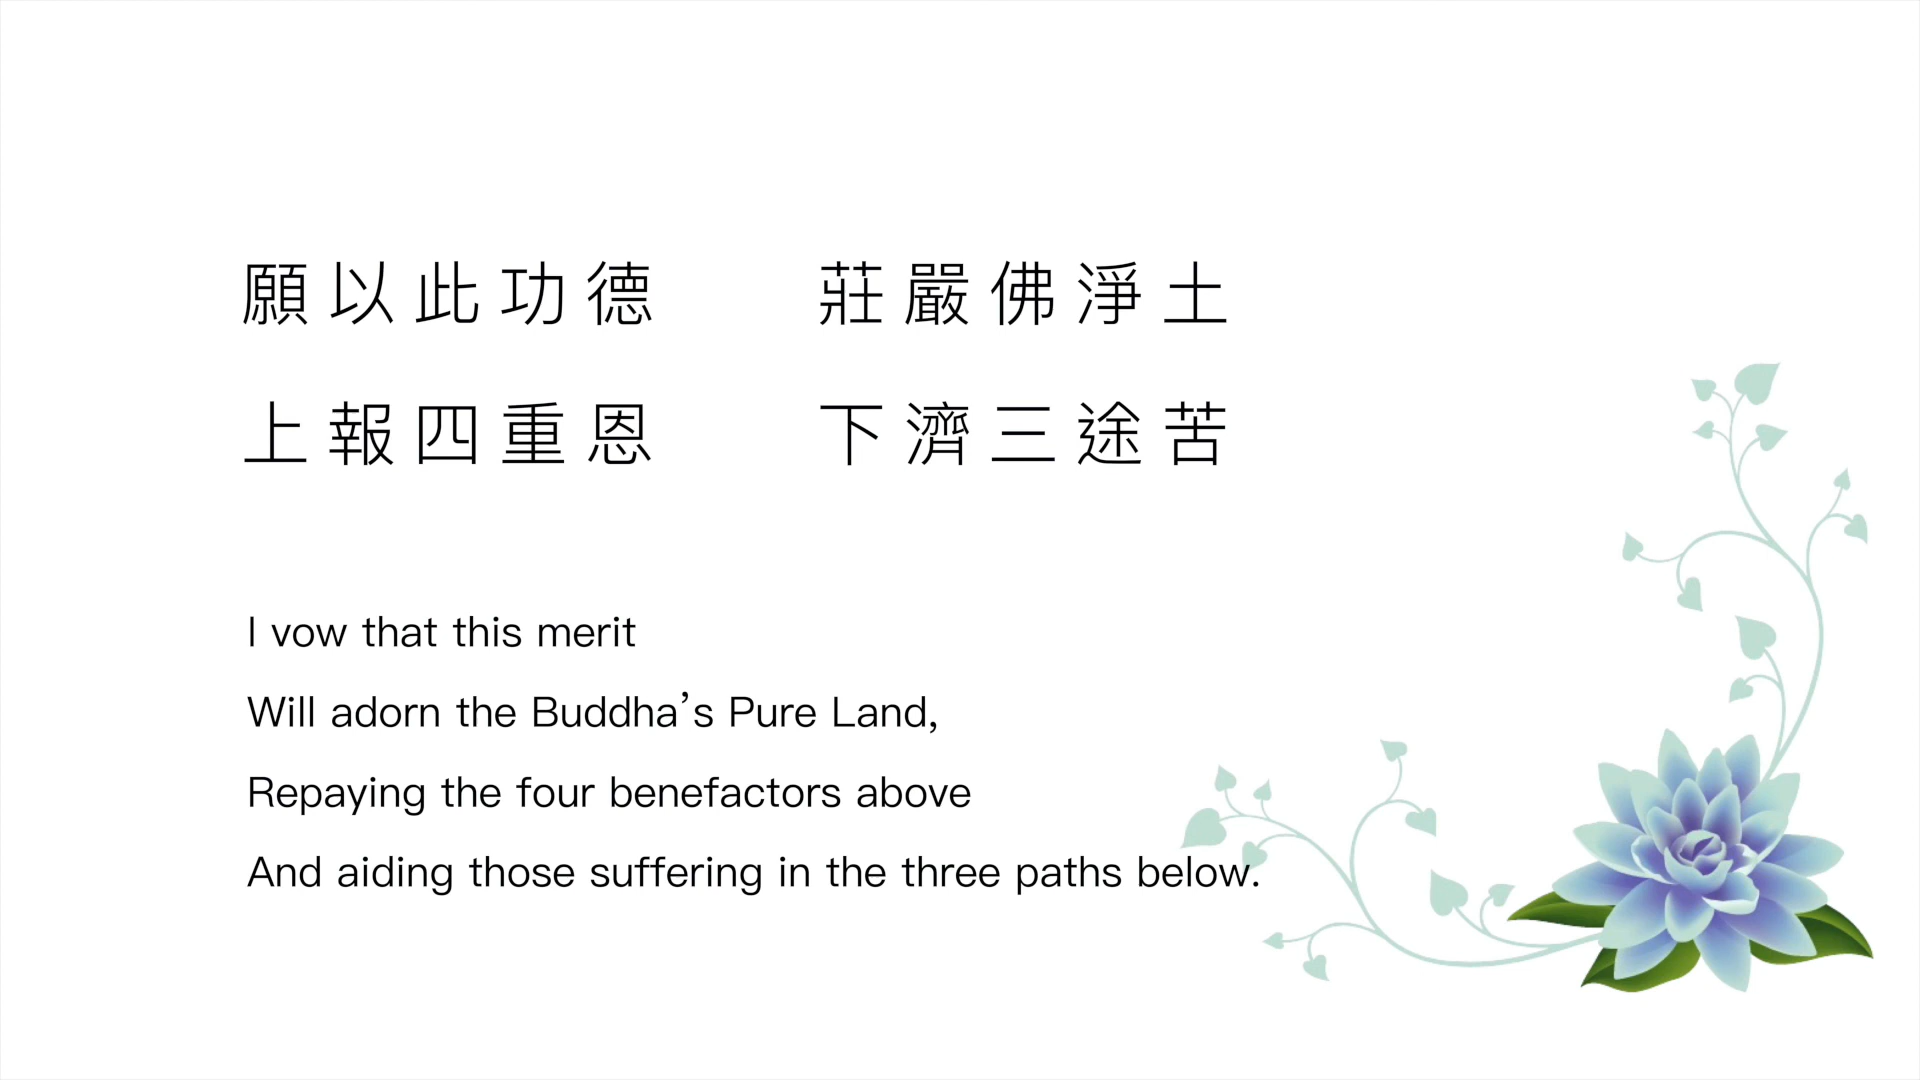 願以此功德 莊嚴佛淨土
上報四重恩 下濟三途苦
I vow that this merit
Will adorn the Buddha’s Pure Land,
Repaying the four benefactors above
And aiding those suffering in the three paths below.